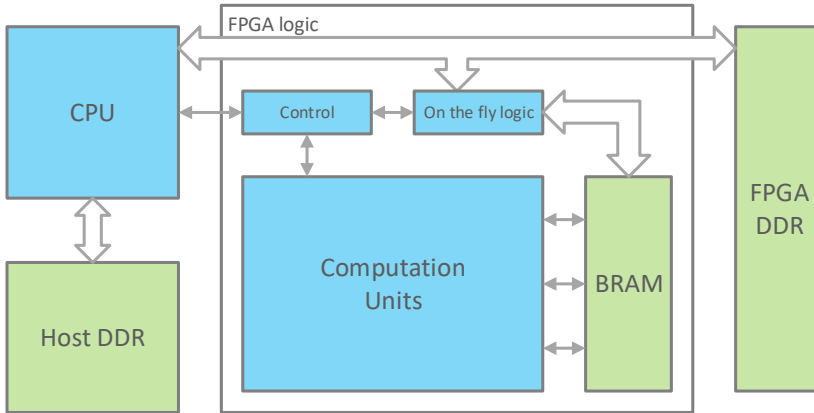 FPGA logic
CPU
Control
On the fly logic
FPGA
DDR
Computation
Units
BRAM
Host DDR